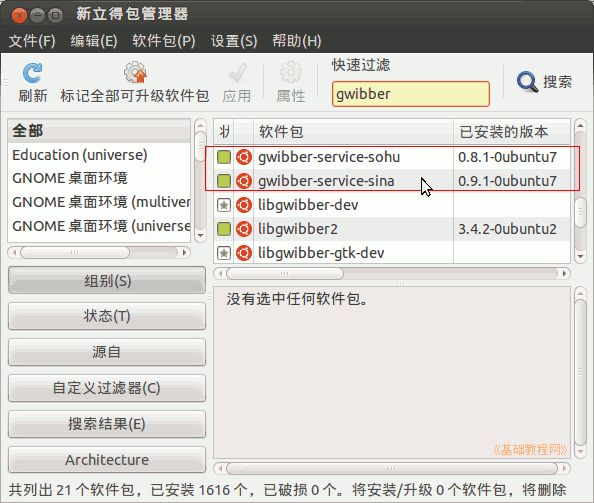 新立得包管理器
文件(F) 编辑(E) 软件包(P) 设置(S) 帮助(H)
刷新 标记全部可升级软件包 应用 属性
快速过滤
gwibber
搜索
全部
Education (universe)
GNOME 桌面环境
GNOME 桌面环境 (multiver
GNOME 桌面环境 (universe
组别(S)
状态(T)
源自
自定义过滤器(C)
搜索结果(E)
Architecture
状 软件包 已安装的版本
gwibber-service-sohu 0.8.1-0ubuntu7
gwibber-service-sina 0.9.1-0ubuntu7
libgwibber-dev
libgwibber2 3.4.2-0ubuntu2
libgwibber-gtk-dev
没有选中任何软件包。
《基础教程网》
共列出 21 个软件包，已安装 1616 个，已破损 0 个。将安装/升级 0 个软件包，将删除